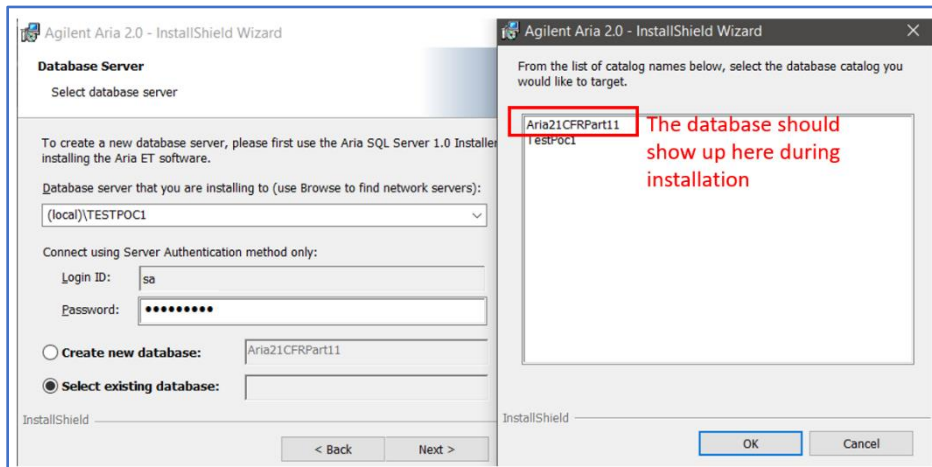 Agilent Aria 2.0 - InstallShield Wizard
Database Server
Select database server
To create a new database server, please first use the Aria SQL Server 1.0 Installer
installing the Aria ET software.
Database server that you are installing to (use Browse to find network servers):
(local)\TESTPOC1
Connect using Server Authentication method only:
Login ID:
sa
Password:
•••••••••
Create new database:
Aria21CFRPart11
Select existing database:
InstallShield
< Back
Next >
Agilent Aria 2.0 - InstallShield Wizard
From the list of catalog names below, select the database catalog you
would like to target.
Aria21CFRPart11
TestPoc1
The database should
show up here during
installation
InstallShield
OK
Cancel